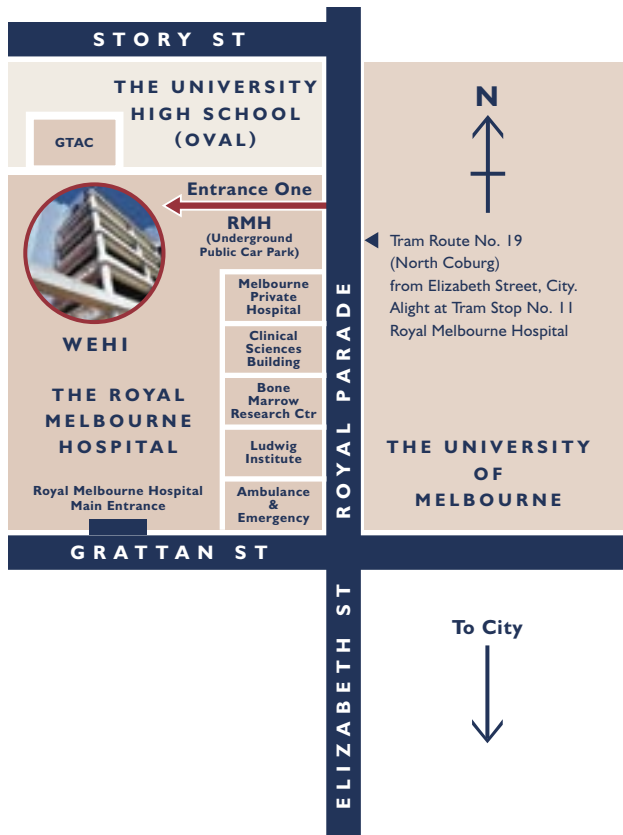 STORY ST
THE UNIVERSITY
HIGH SCHOOL
(OVAL)
GTAC
N
Entrance One
RMH
(Underground
Public Car Park)
Tram Route No. 19
(North Coburg)
from Elizabeth Street, City.
Alight at Tram Stop No. 11
Royal Melbourne Hospital
Melbourne
Private
Hospital
WEHI
Clinical
Sciences
Building
THE ROYAL
MELBOURNE
HOSPITAL
Bone
Marrow
Research Ctr
Ludwig
Institute
Ambulance
&
Emergency
Royal Melbourne Hospital
Main Entrance
ROYAL PARADE
THE UNIVERSITY
OF
MELBOURNE
GRATTAN ST
ELIZABETH ST
To City